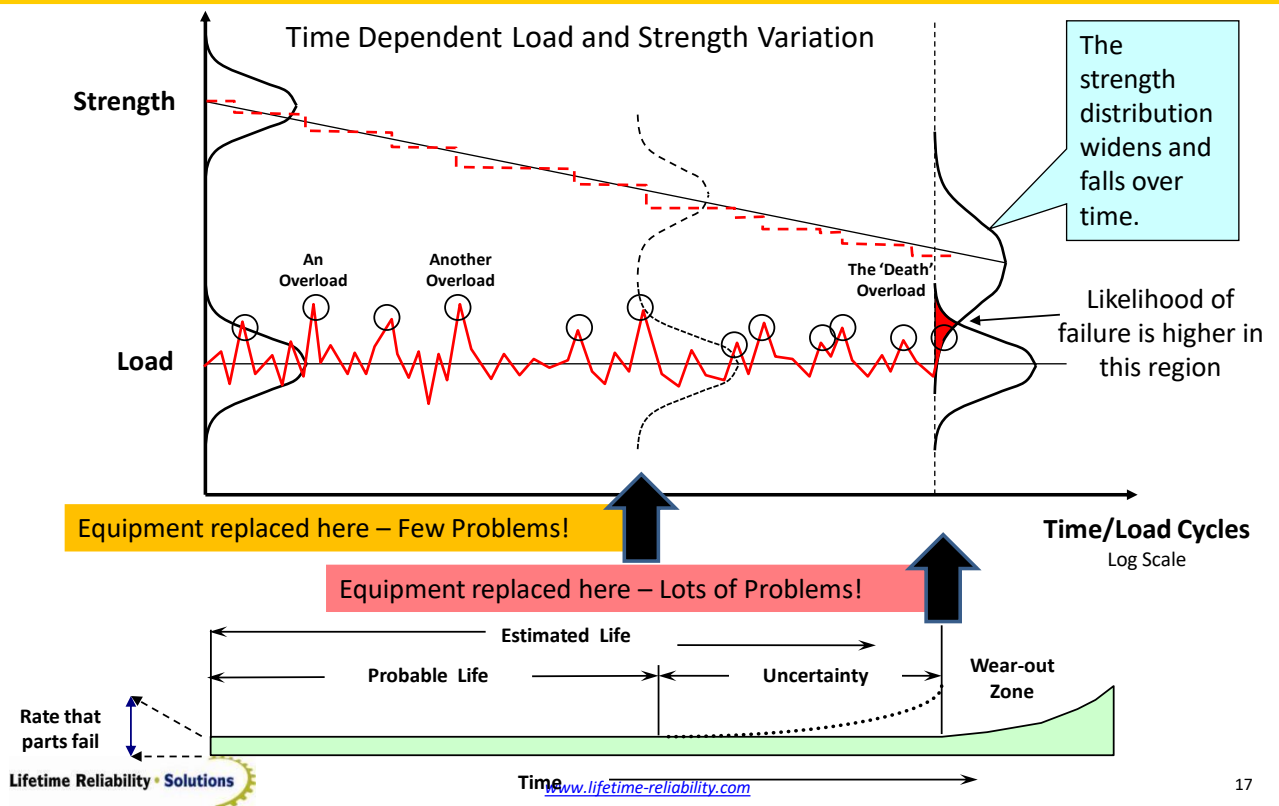 Time Dependent Load and Strength Variation
The
strength
distribution
widens and
falls over
time.
Strength
An
Overload
Another
Overload
The ‘Death’
Overload
Likelihood of
failure is higher in
this region
Load
Equipment replaced here – Few Problems!
Time/Load Cycles
Log Scale
Equipment replaced here – Lots of Problems!
Estimated Life
Probable Life
Uncertainty
Wear-out
Zone
Rate that
parts fail
Lifetime Reliability • Solutions
Time
www.lifetime-reliability.com
17